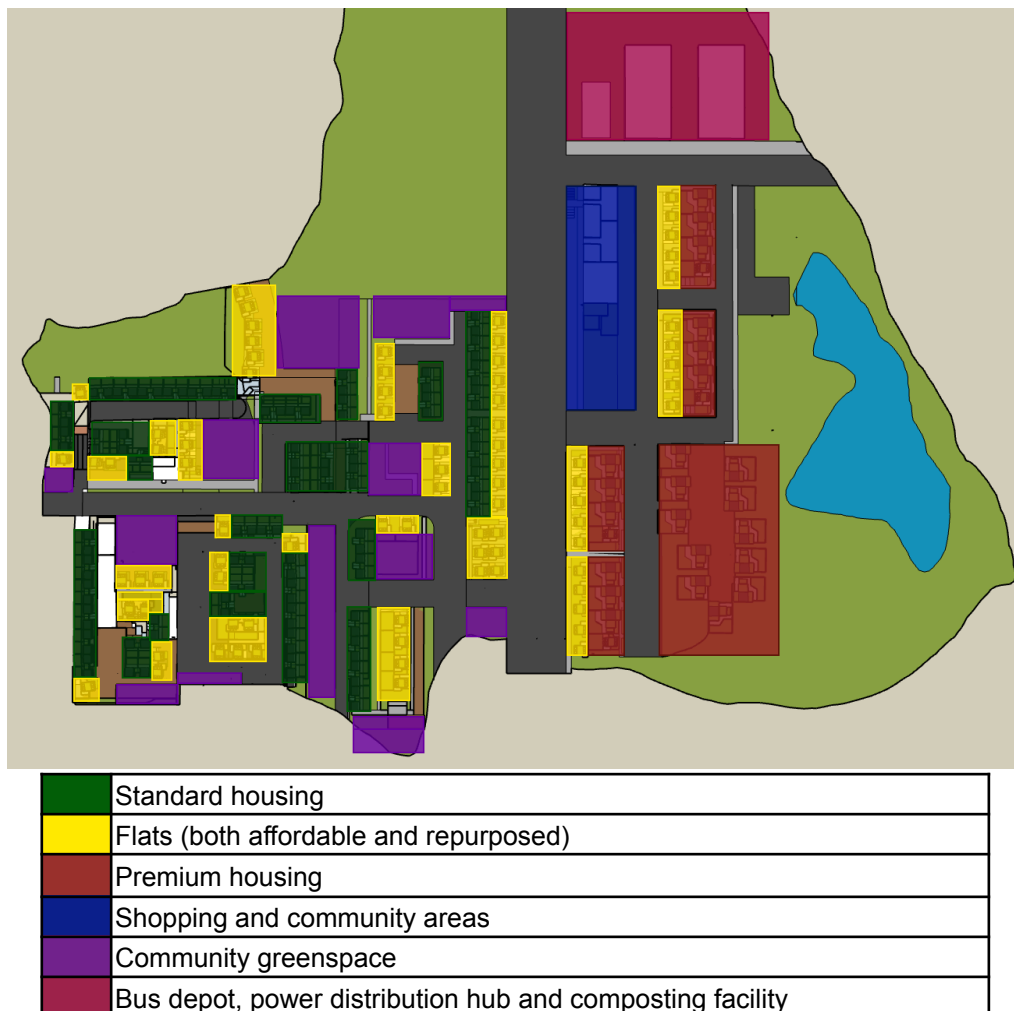 Standard housing
Flats (both affordable and repurposed)
Premium housing
Shopping and community areas
Community greenspace
Bus depot, power distribution hub and composting facility